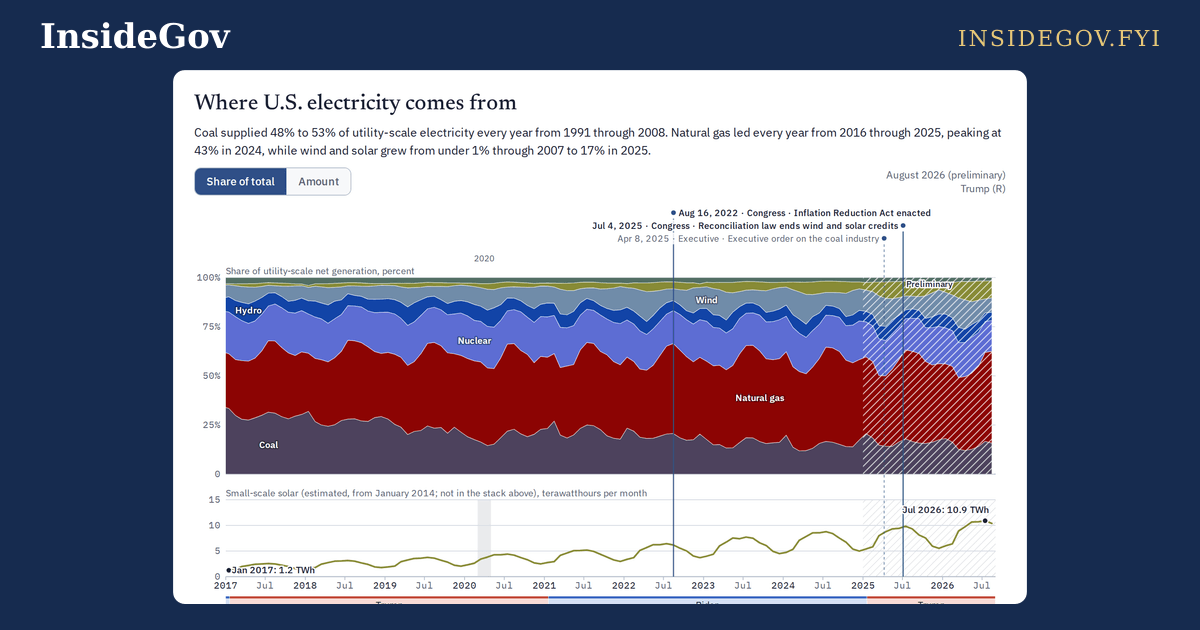 InsideGov
INSIDEGOV.FYI
Where U.S. electricity comes from
Coal supplied 48% to 53% of utility-scale electricity every year from 1991 through 2008. Natural gas led every year from 2016 through 2025, peaking at
43% in 2024, while wind and solar grew from under 1% through 2007 to 17% in 2025.
Share of total
Amount
August 2026 (preliminary)
Trump (R)
Aug 16, 2022 · Congress · Inflation Reduction Act enacted
Jul 4, 2025 · Congress · Reconciliation law ends wind and solar credits
Apr 8, 2025 · Executive · Executive order on the coal industry
2020
Share of utility-scale net generation, percent
100%
75%
50%
25%
0
Preliminary
Wind
Hydro
Nuclear
Natural gas
Coal
Small-scale solar (estimated, from January 2014; not in the stack above), terawatthours per month
15
10
5
0
Jul 2026: 10.9 TWh
Jan 2017: 1.2 TWh
2017 Jul 2018 Jul 2019 Jul 2020 Jul 2021 Jul 2022 Jul 2023 Jul 2024 Jul 2025 Jul 2026 Jul